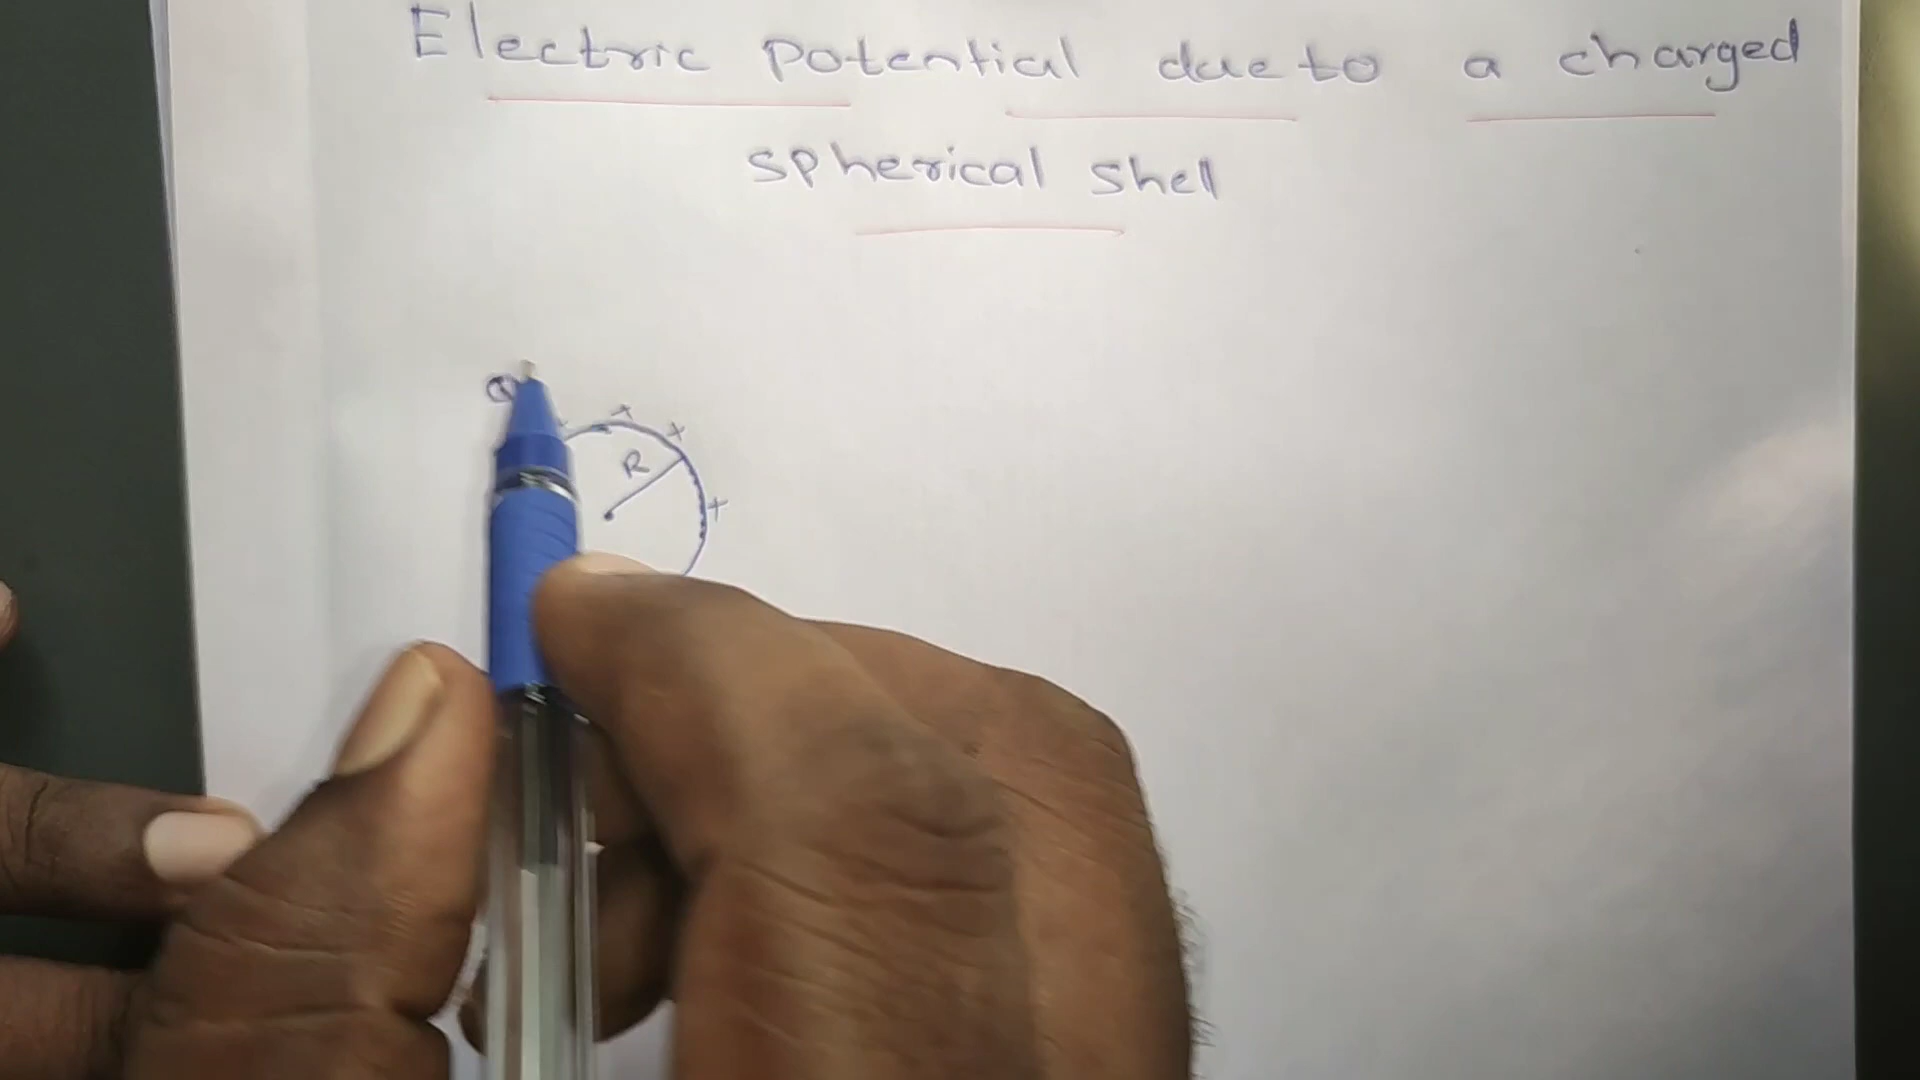 Electric potential due to a charged
spherical shell
Q
+ +
R
+